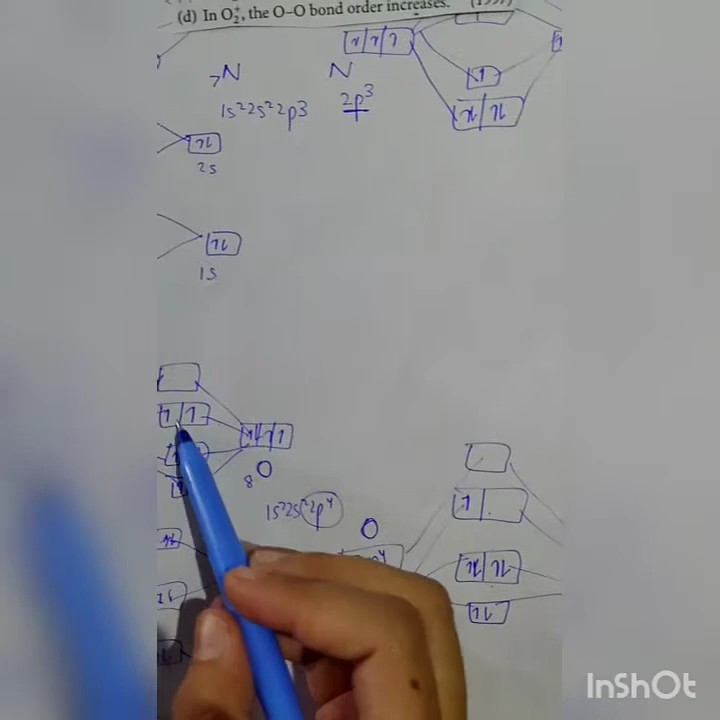 (d) In O₂⁺, the O–O bond order increases.
₇N N
1s²2s²2p³ 2p³
2s
1s
₈O
1s²2s²2p⁴
O
InShOt